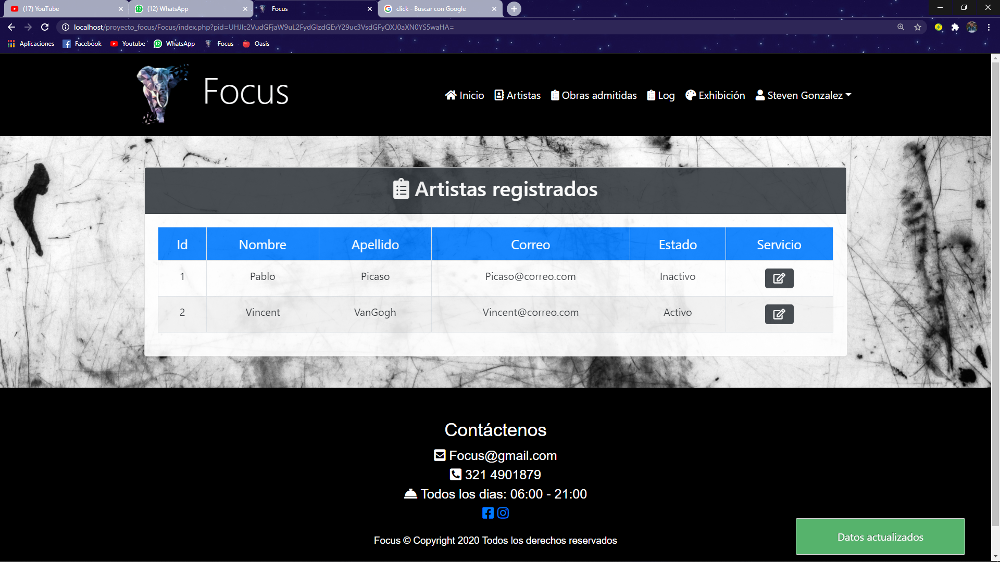 (17) YouTube
(12) WhatsApp
Focus
click - Buscar con Google
localhost/proyecto_focus/Focus/index.php?pid=UHJlc2VudGFjaW9uL2FydGlzdGEvY29uc3VsdGFyQXJ0aXN0YS5waHA=
Aplicaciones Facebook Youtube WhatsApp Focus Oasis
Focus
Inicio Artistas Obras admitidas Log Exhibición Steven Gonzalez
Artistas registrados
Id Nombre Apellido Correo Estado Servicio
1 Pablo Picaso Picaso@correo.com Inactivo
2 Vincent VanGogh Vincent@correo.com Activo
Contáctenos
Focus@gmail.com
321 4901879
Todos los dias: 06:00 - 21:00
Focus © Copyright 2020 Todos los derechos reservados
Datos actualizados